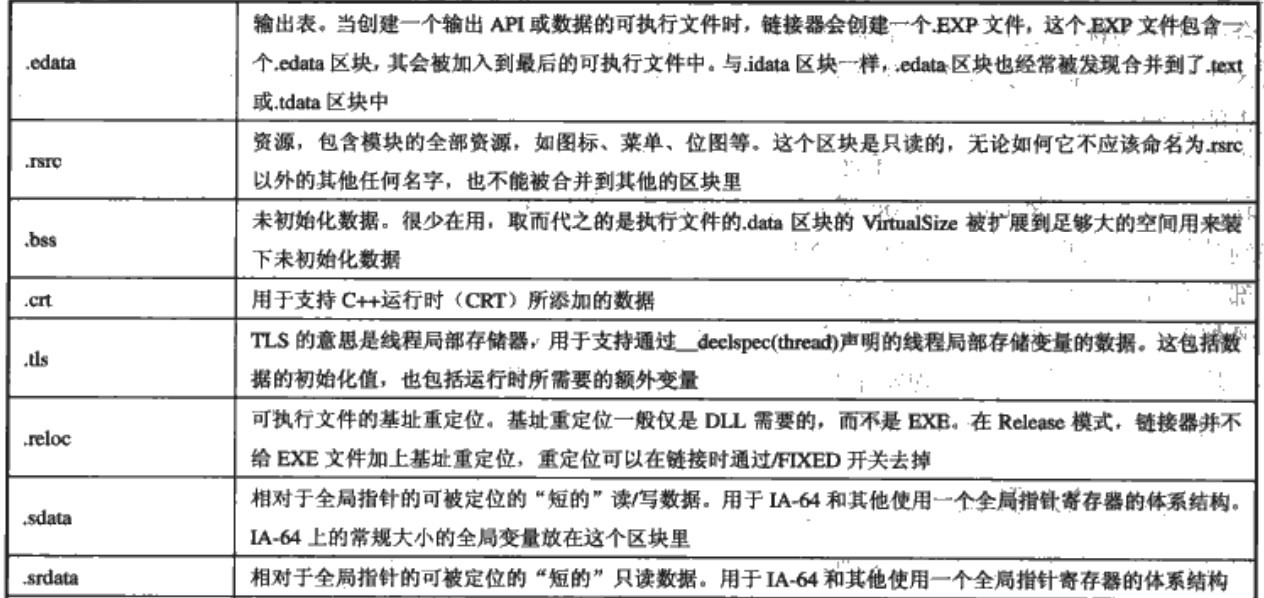 .edata
输出表。当创建一个输出 API 或数据的可执行文件时，链接器会创建一个.EXP 文件，这个.EXP 文件包含一
个.edata 区块，其会被加入到最后的可执行文件中。与.idata 区块一样，.edata 区块也经常被发现合并到了.text
或.tdata 区块中
.rsrc
资源，包含模块的全部资源，如图标、菜单、位图等。这个区块是只读的，无论如何它不应该命名为.rsrc
以外的其他任何名字，也不能被合并到其他的区块里
.bss
未初始化数据。很少在用，取而代之的是执行文件的.data 区块的 VirtualSize 被扩展到足够大的空间用来装
下未初始化数据
.crt
用于支持 C++运行时（CRT）所添加的数据
.tls
TLS 的意思是线程局部存储器，用于支持通过__declspec(thread)声明的线程局部存储变量的数据。这包括数
据的初始化值，也包括运行时所需要的额外变量
.reloc
可执行文件的基址重定位。基址重定位一般仅是 DLL 需要的，而不是 EXE。在 Release 模式，链接器并不
给 EXE 文件加上基址重定位，重定位可以在链接时通过/FIXED 开关去掉
.sdata
相对于全局指针的可被定位的“短的”读/写数据。用于 IA-64 和其他使用一个全局指针寄存器的体系结构。
IA-64 上的常规大小的全局变量放在这个区块里
.srdata
相对于全局指针的可被定位的“短的”只读数据。用于 IA-64 和其他使用一个全局指针寄存器的体系结构